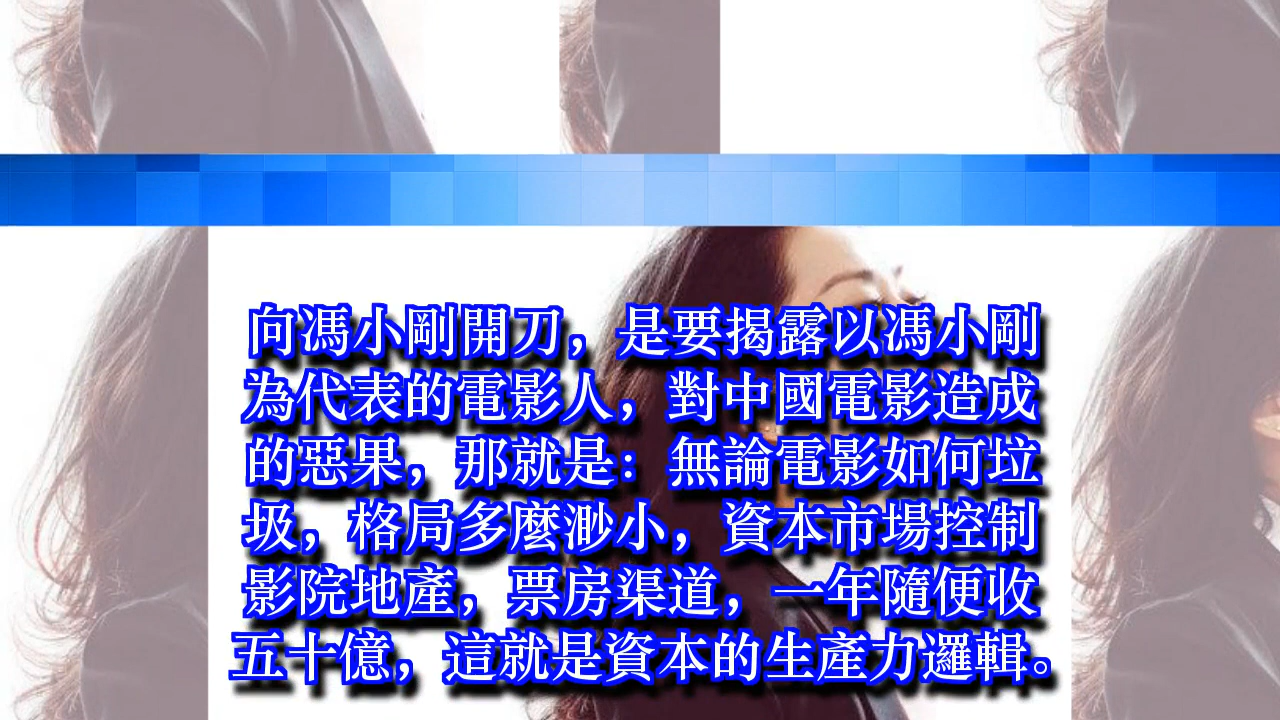 向馮小剛開刀，是要揭露以馮小剛
為代表的電影人，對中國電影造成
的惡果，那就是：無論電影如何垃
圾，格局多麼渺小，資本市場控制
影院地產，票房渠道，一年隨便收
五十億，這就是資本的生產力邏輯。